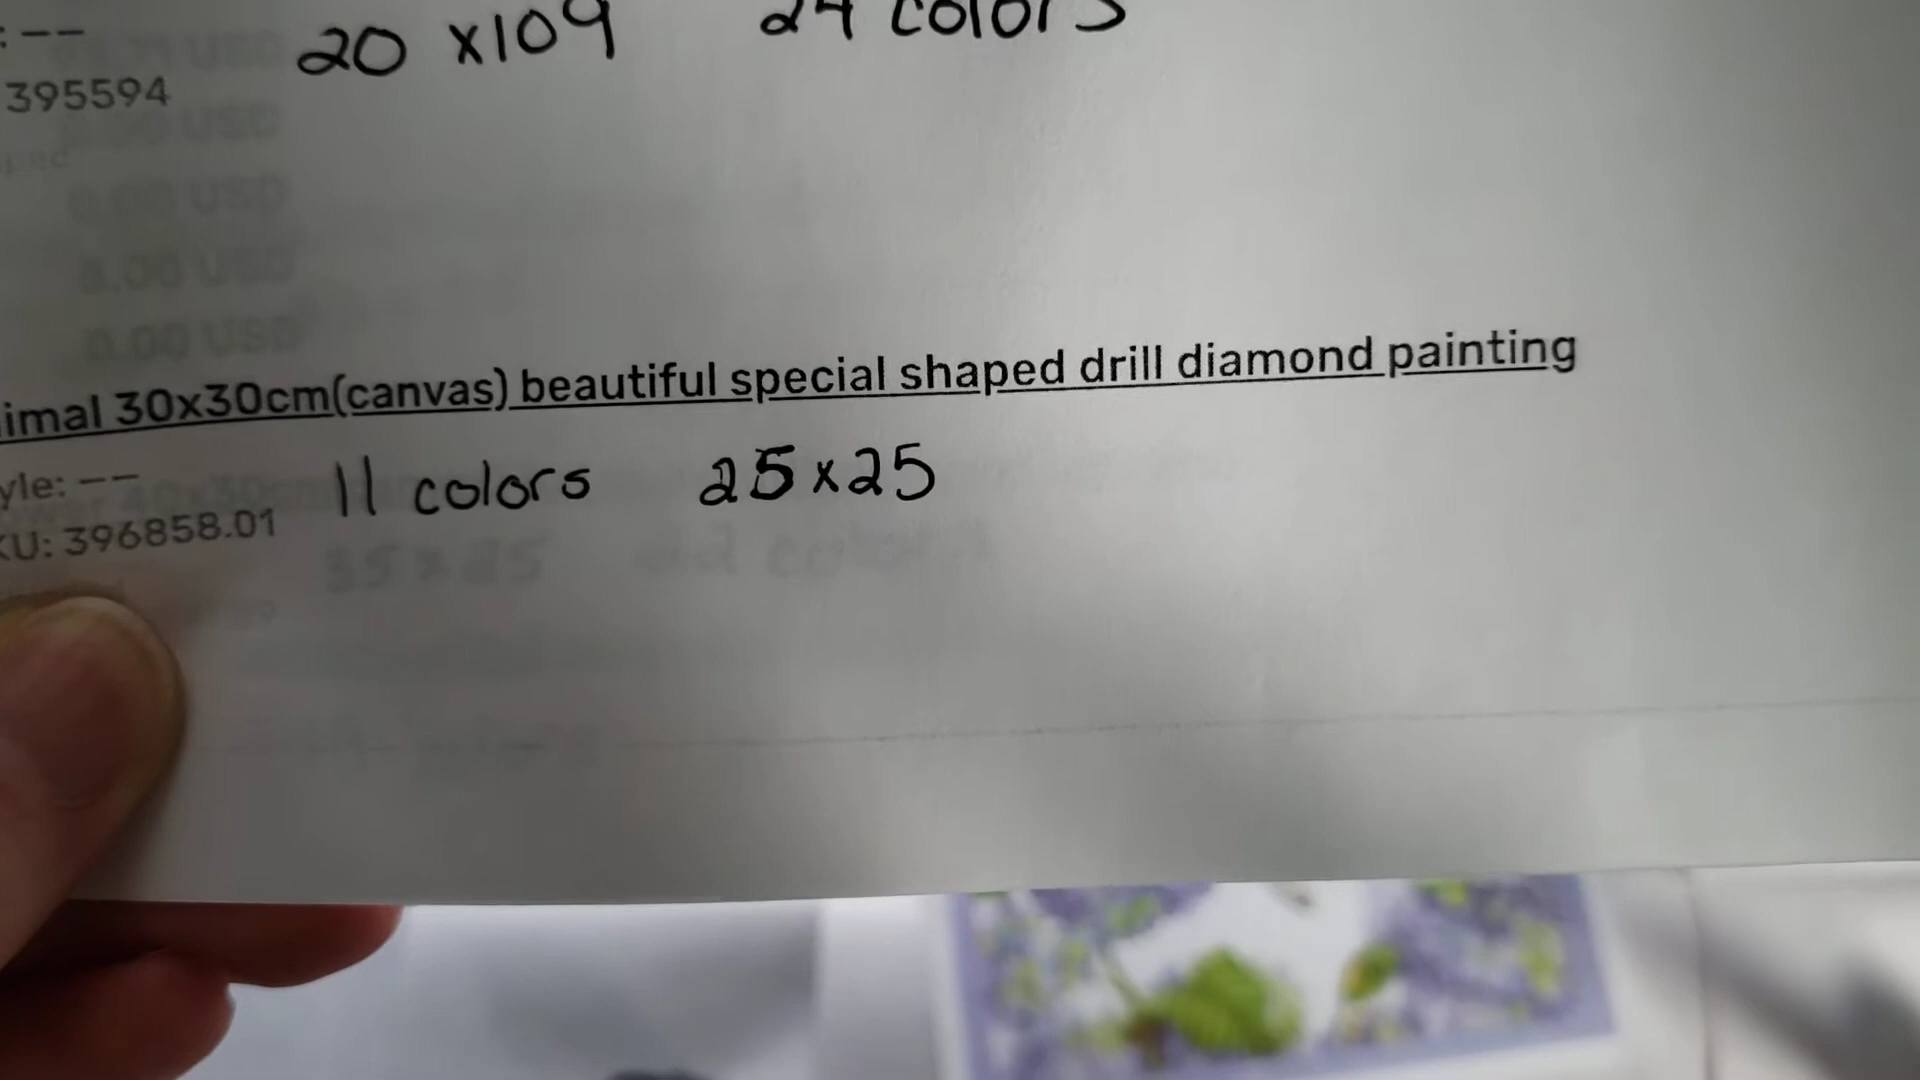 : -- 20 x109 24 colors
395594
imal 30x30cm(canvas) beautiful special shaped drill diamond painting
yle: -- 11 colors 25x25
KU: 396858.01